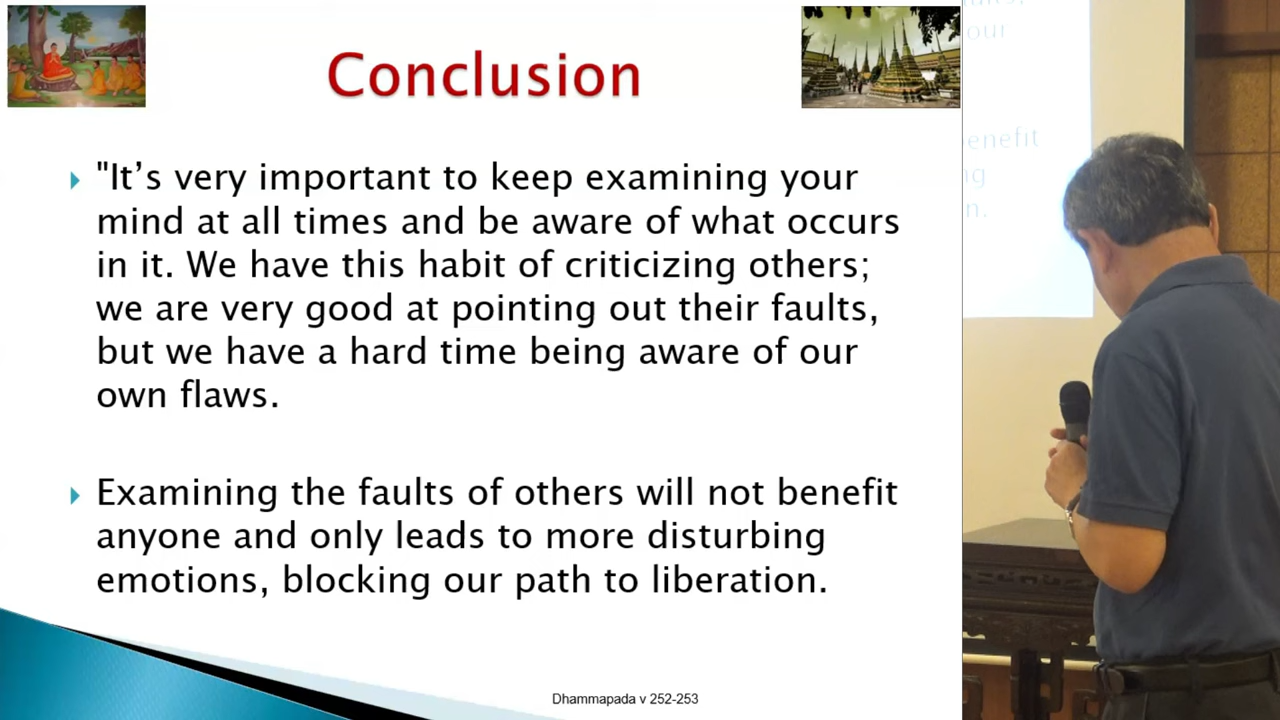 Conclusion
"It’s very important to keep examining your
mind at all times and be aware of what occurs
in it. We have this habit of criticizing others;
we are very good at pointing out their faults,
but we have a hard time being aware of our
own flaws.
Examining the faults of others will not benefit
anyone and only leads to more disturbing
emotions, blocking our path to liberation.
Dhammapada v 252-253
our